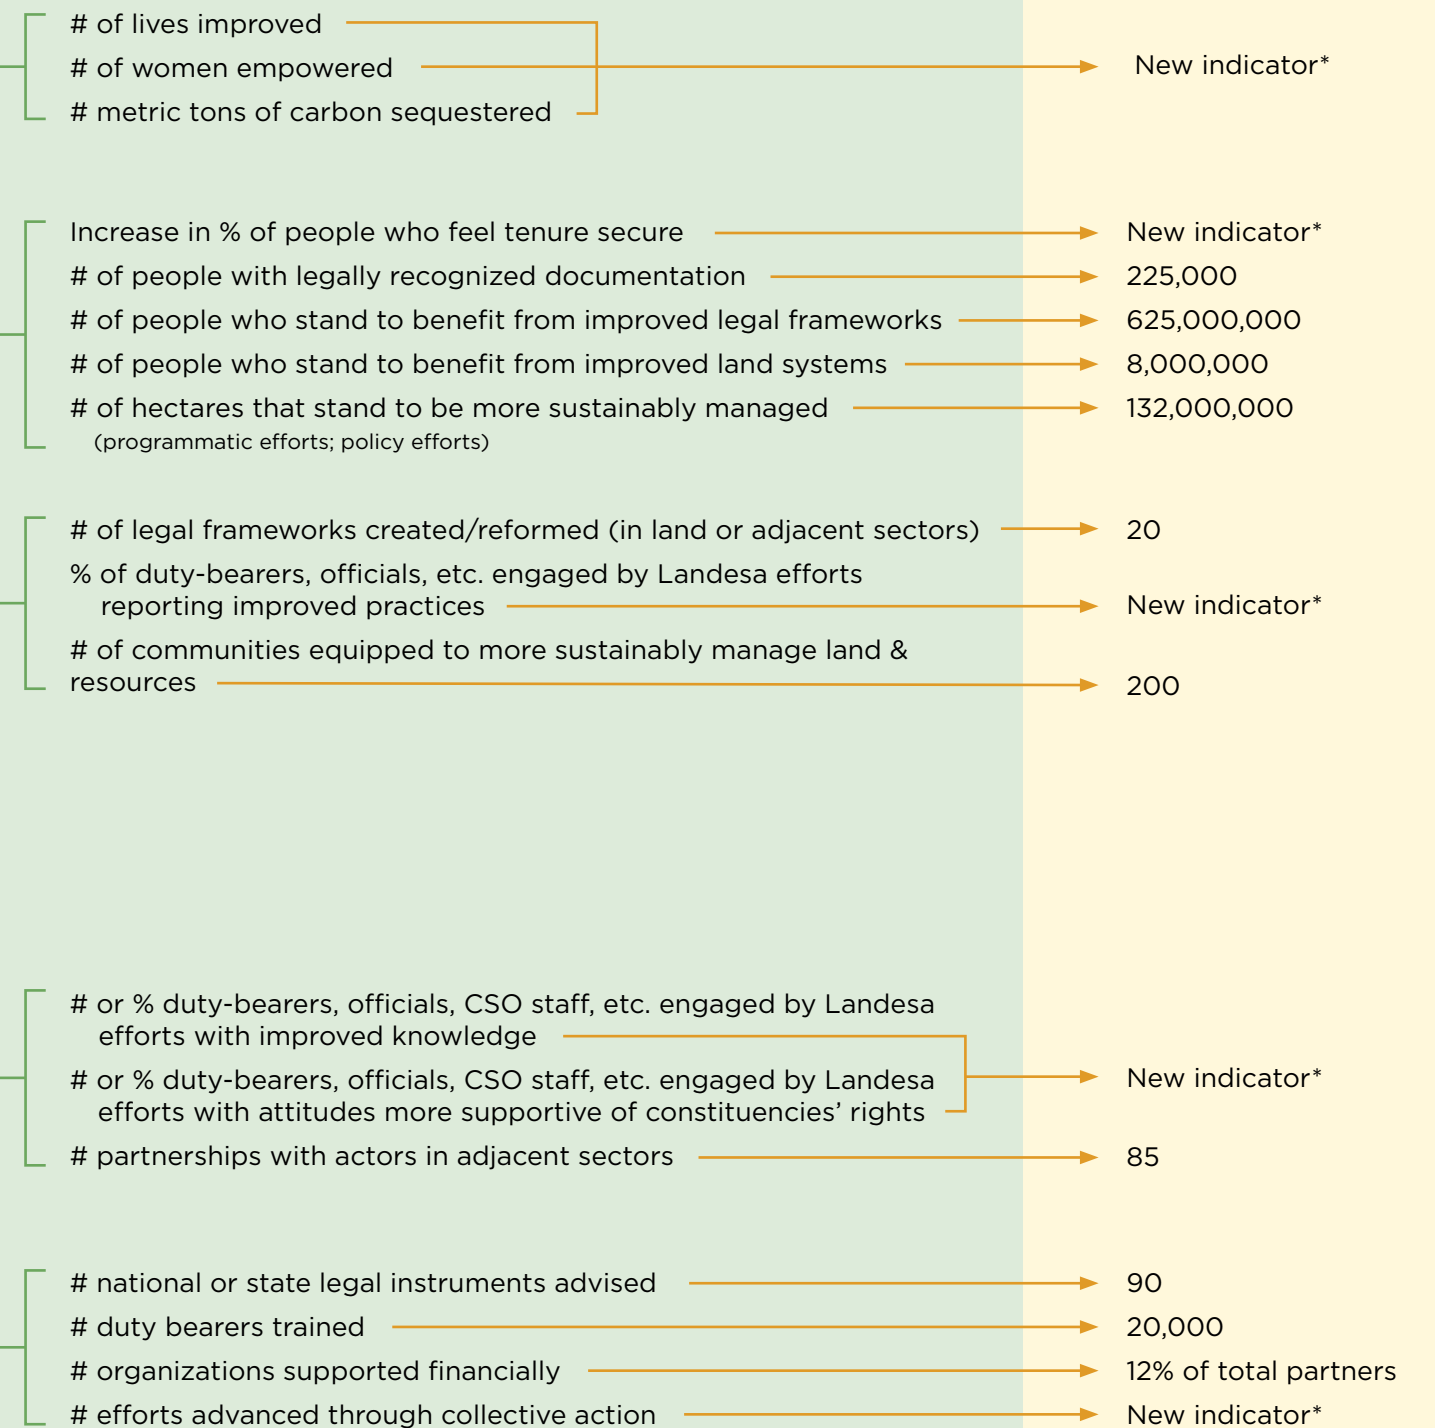 # of lives improved
# of women empowered
New indicator*
# metric tons of carbon sequestered
Increase in % of people who feel tenure secure New indicator*
# of people with legally recognized documentation 225,000
# of people who stand to benefit from improved legal frameworks 625,000,000
# of people who stand to benefit from improved land systems 8,000,000
# of hectares that stand to be more sustainably managed 132,000,000
(programmatic efforts; policy efforts)
# of legal frameworks created/reformed (in land or adjacent sectors) 20
% of duty-bearers, officials, etc. engaged by Landesa efforts
reporting improved practices New indicator*
# of communities equipped to more sustainably manage land &
resources 200
# or % duty-bearers, officials, CSO staff, etc. engaged by Landesa
efforts with improved knowledge
# or % duty-bearers, officials, CSO staff, etc. engaged by Landesa
New indicator*
efforts with attitudes more supportive of constituencies’ rights
# partnerships with actors in adjacent sectors 85
# national or state legal instruments advised 90
# duty bearers trained 20,000
# organizations supported financially 12% of total partners
# efforts advanced through collective action New indicator*